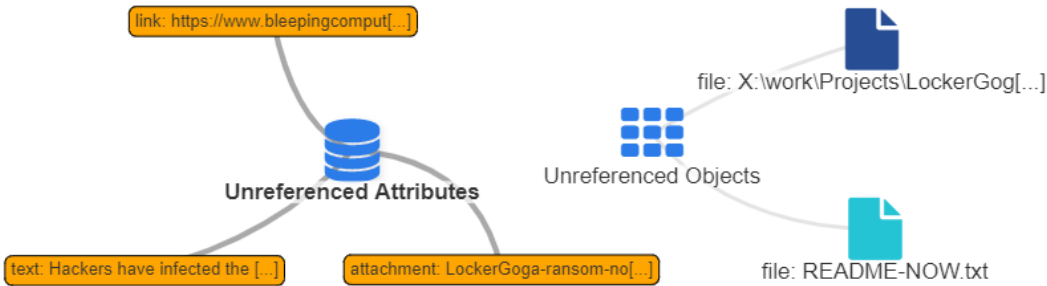 link: https://www.bleepingcomput[...]
file: X:\work\Projects\LockerGog[...]
Unreferenced Attributes
Unreferenced Objects
text: Hackers have infected the [...]
attachment: LockerGoga-ransom-no[...]
file: README-NOW.txt